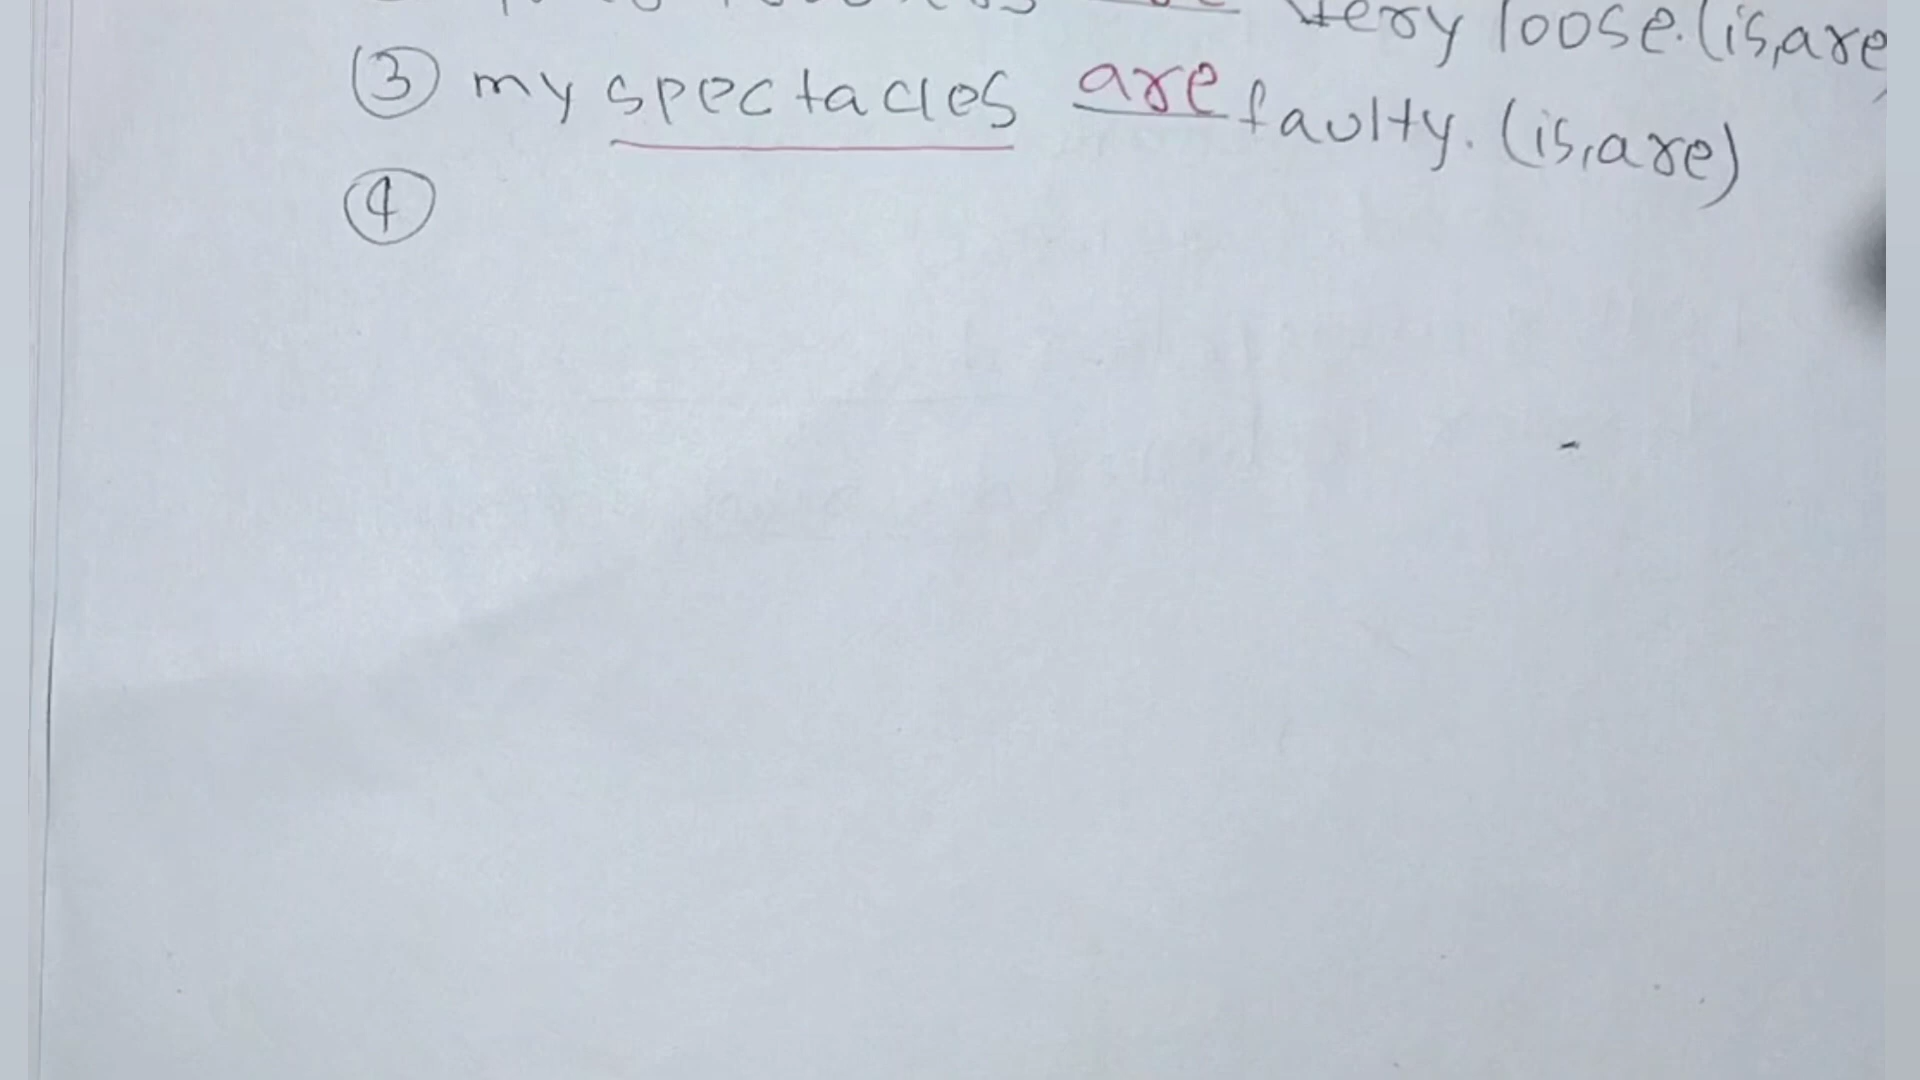 very loose. (is,are
③ my spectacles are faulty. (is,are)
④